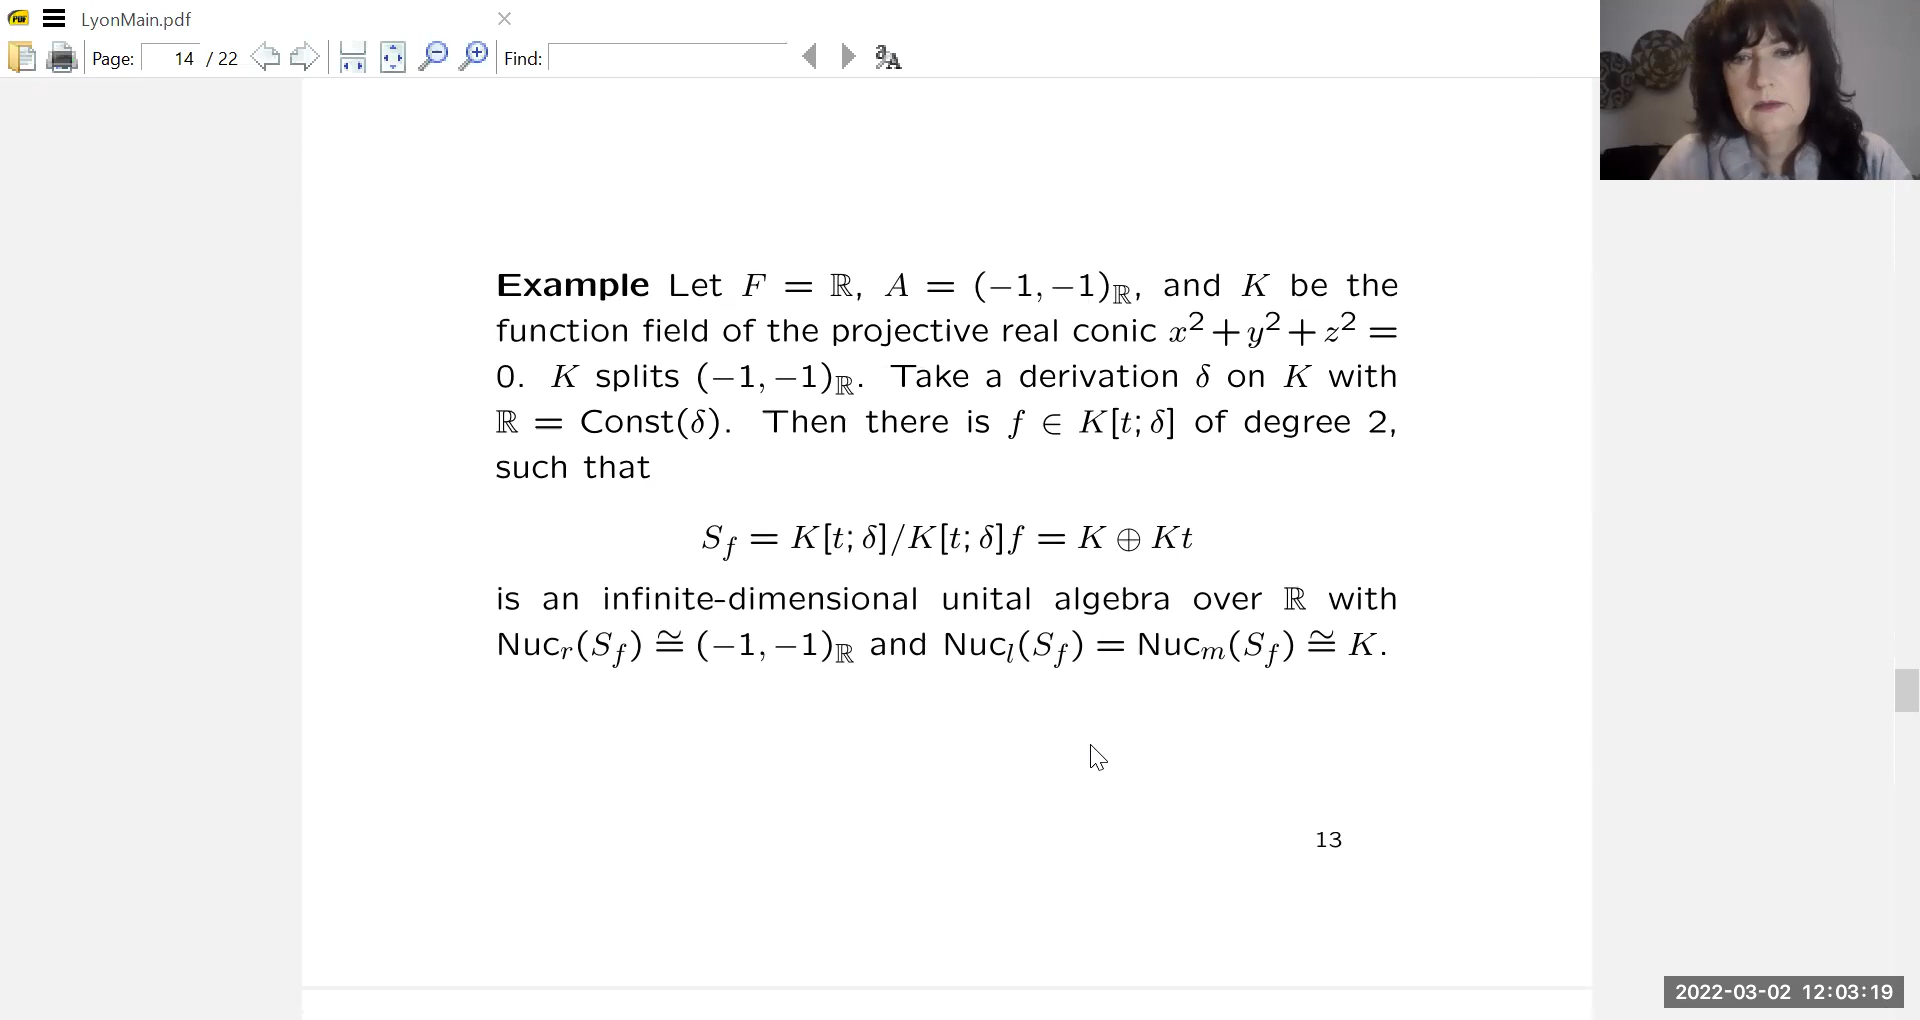 LyonMain.pdf
Page: 14 / 22 Find:
Example Let F = ℝ, A = (−1, −1)_ℝ, and K be the
function field of the projective real conic x² + y² + z² =
0. K splits (−1, −1)_ℝ. Take a derivation δ on K with
ℝ = Const(δ). Then there is f ∈ K[t; δ] of degree 2,
such that
S_f = K[t; δ]/K[t; δ]f = K ⊕ Kt
is an infinite-dimensional unital algebra over ℝ with
Nuc_r(S_f) ≅ (−1, −1)_ℝ and Nuc_l(S_f) = Nuc_m(S_f) ≅ K.
13
2022-03-02 12:03:19